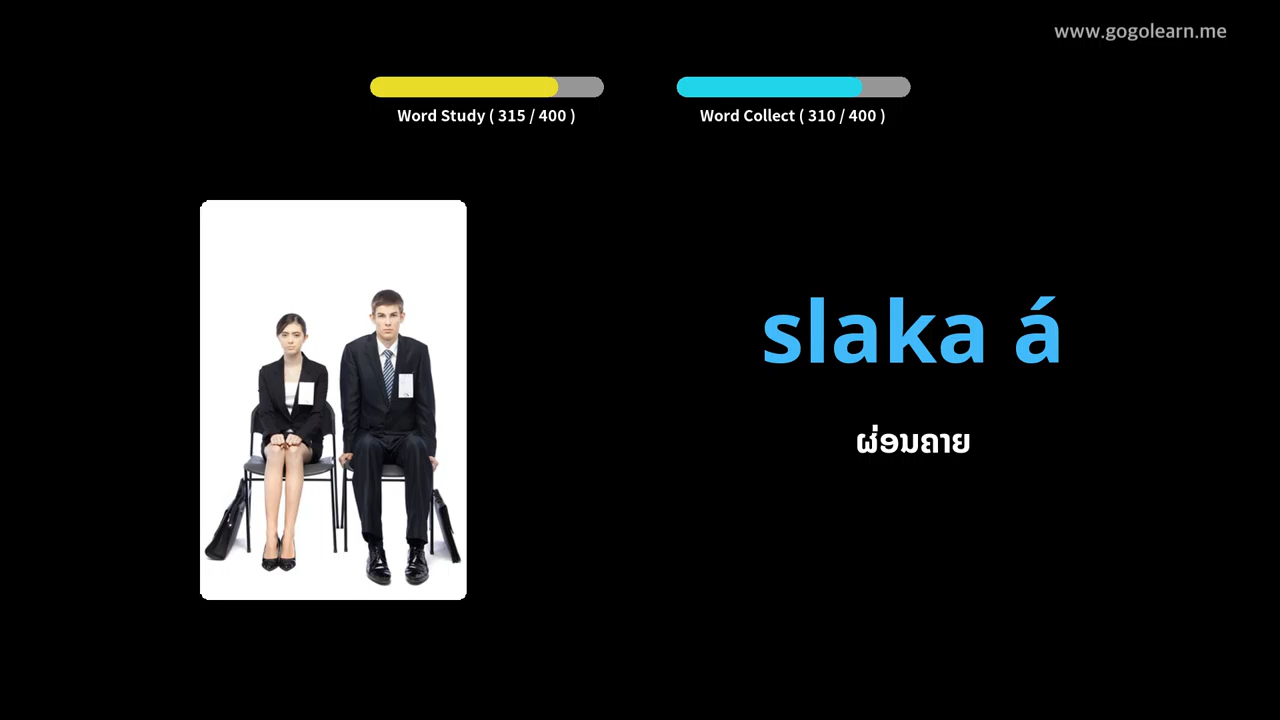 www.gogolearn.me
Word Study ( 315 / 400 )
Word Collect ( 310 / 400 )
slaka á
ຜ່ອນຄາຍ